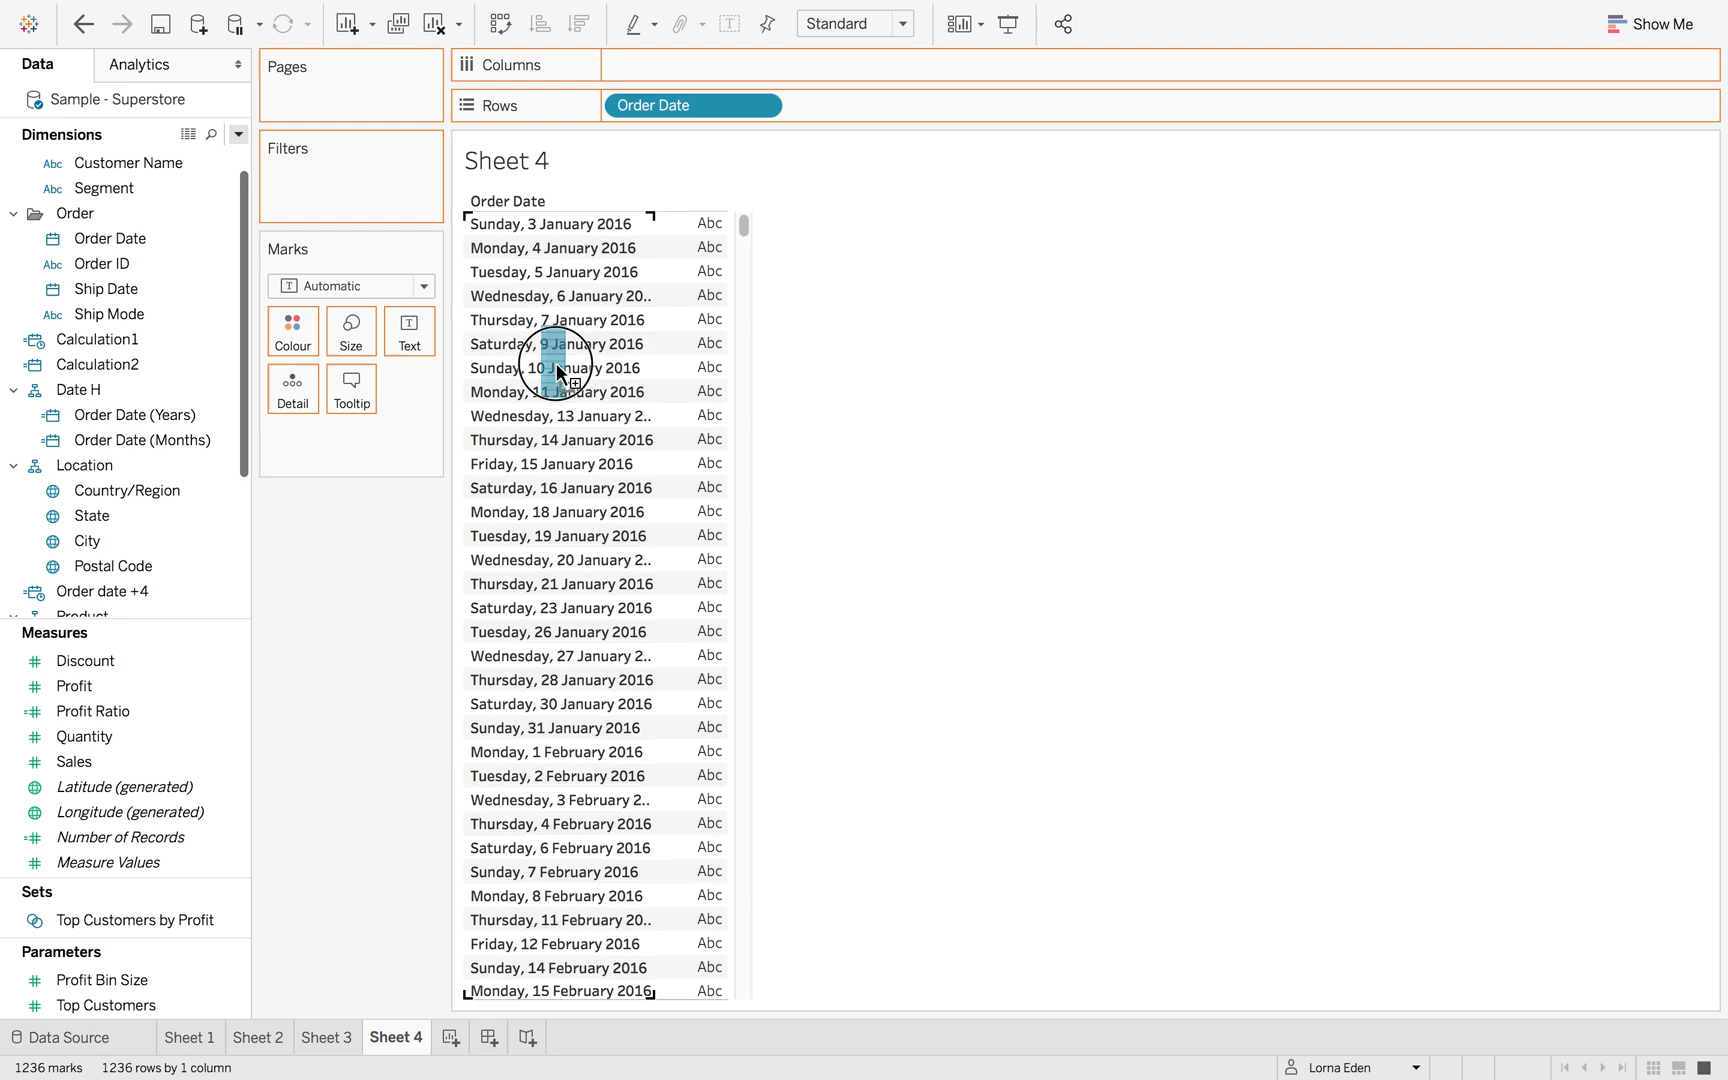 Standard
Show Me
Data
Analytics
Sample - Superstore
Dimensions
Customer Name
Segment
Order
Order Date
Order ID
Ship Date
Ship Mode
Calculation1
Calculation2
Date H
Order Date (Years)
Order Date (Months)
Location
Country/Region
State
City
Postal Code
Order date +4
Product
Abc
Abc
Abc
Abc
Measures
Discount
Profit
Profit Ratio
Quantity
Sales
Latitude (generated)
Longitude (generated)
Number of Records
Measure Values
Sets
Top Customers by Profit
Parameters
Profit Bin Size
Top Customers
Pages
Filters
Marks
Automatic
Colour
Size
Text
Detail
Tooltip
Columns
Rows
Order Date
Sheet 4
Order Date
Sunday, 3 January 2016 Abc
Monday, 4 January 2016 Abc
Tuesday, 5 January 2016 Abc
Wednesday, 6 January 20.. Abc
Thursday, 7 January 2016 Abc
Saturday, 9 January 2016 Abc
Sunday, 10 January 2016 Abc
Monday, 11 January 2016 Abc
Wednesday, 13 January 2.. Abc
Thursday, 14 January 2016 Abc
Friday, 15 January 2016 Abc
Saturday, 16 January 2016 Abc
Monday, 18 January 2016 Abc
Tuesday, 19 January 2016 Abc
Wednesday, 20 January 2.. Abc
Thursday, 21 January 2016 Abc
Saturday, 23 January 2016 Abc
Tuesday, 26 January 2016 Abc
Wednesday, 27 January 2.. Abc
Thursday, 28 January 2016 Abc
Saturday, 30 January 2016 Abc
Sunday, 31 January 2016 Abc
Monday, 1 February 2016 Abc
Tuesday, 2 February 2016 Abc
Wednesday, 3 February 2.. Abc
Thursday, 4 February 2016 Abc
Saturday, 6 February 2016 Abc
Sunday, 7 February 2016 Abc
Monday, 8 February 2016 Abc
Thursday, 11 February 20.. Abc
Friday, 12 February 2016 Abc
Sunday, 14 February 2016 Abc
Monday, 15 February 2016 Abc
Data Source
Sheet 1
Sheet 2
Sheet 3
Sheet 4
1236 marks
1236 rows by 1 column
Lorna Eden